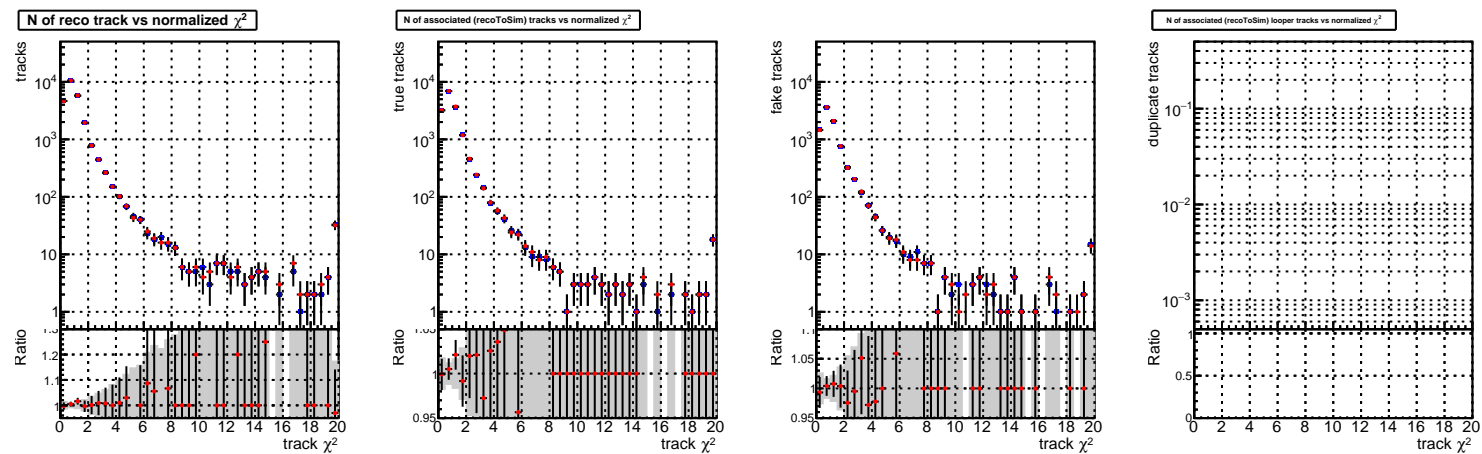 N of reco track vs normalized χ²
tracks
10⁴
10³
10²
10
1
Ratio
1.3
1.2
1.1
1
0 2 4 6 8 10 12 14 16 18 20
track χ²
N of associated (recoToSim) tracks vs normalized χ²
true tracks
10⁴
10³
10²
10
1
Ratio
1.05
1
0.95
0 2 4 6 8 10 12 14 16 18 20
track χ²
fake tracks
10⁴
10³
10²
10
1
Ratio
1.1
1.05
1
0.95
0 2 4 6 8 10 12 14 16 18 20
track χ²
N of associated (recoToSim) looper tracks vs normalized χ²
duplicate tracks
10⁻¹
10⁻²
10⁻³
Ratio
1
0.5
0
0 2 4 6 8 10 12 14 16 18 20
track χ²